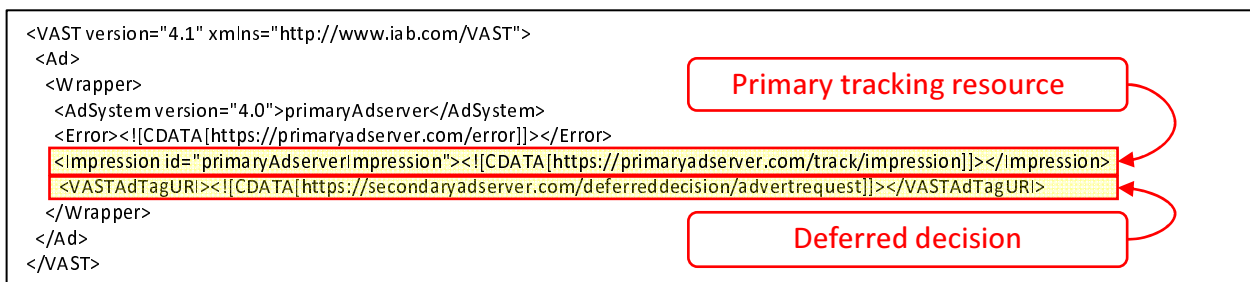 <VAST version="4.1" xmlns="http://www.iab.com/VAST">
<Ad>
<Wrapper>
<AdSystem version="4.0">primaryAdserver</AdSystem>
<Error><![CDATA[https://primaryadserver.com/error]]></Error>
<Impression id="primaryAdserverImpression"><![CDATA[https://primaryadserver.com/track/impression]]></Impression>
<VASTAdTagURI><![CDATA[https://secondaryadserver.com/deferreddecision/advertrequest]]></VASTAdTagURI>
</Wrapper>
</Ad>
</VAST>
Primary tracking resource
Deferred decision